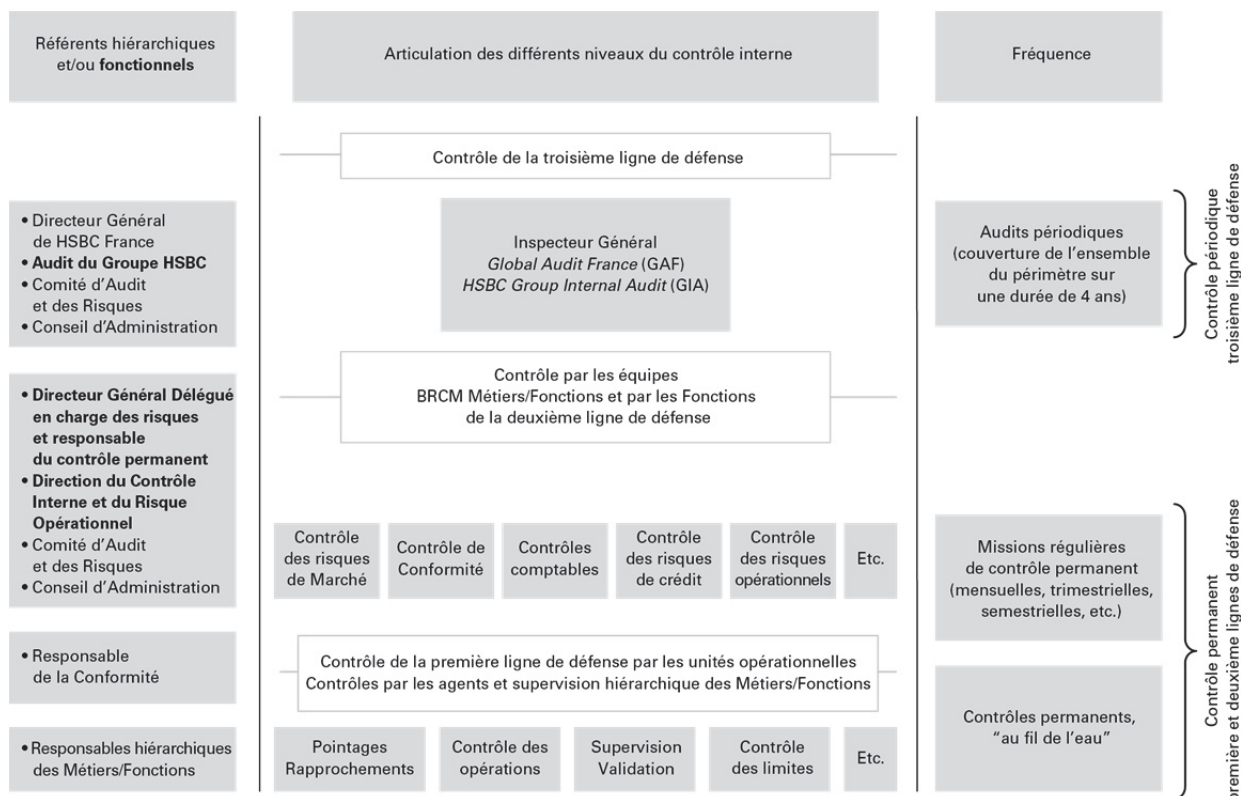 Référents hiérarchiques
et/ou fonctionnels
Articulation des différents niveaux du contrôle interne
Fréquence
Contrôle de la troisième ligne de défense
• Directeur Général
de HSBC France
• Audit du Groupe HSBC
• Comité d'Audit
et des Risques
• Conseil d'Administration
Inspecteur Général
Global Audit France (GAF)
HSBC Group Internal Audit (GIA)
Audits périodiques
(couverture de l'ensemble
du périmètre sur
une durée de 4 ans)
Contrôle périodique
troisième ligne de défense
Contrôle par les équipes
BRCM Métiers/Fonctions et par les Fonctions
de la deuxième ligne de défense
• Directeur Général Délégué
en charge des risques
et responsable
du contrôle permanent
• Direction du Contrôle
Interne et du Risque
Opérationnel
• Comité d'Audit
et des Risques
• Conseil d'Administration
Contrôle
des risques
de Marché
Contrôle de
Conformité
Contrôles
comptables
Contrôle
des risques
de crédit
Contrôle
des risques
opérationnels
Etc.
Missions régulières
de contrôle permanent
(mensuelles, trimestrielles,
semestrielles, etc.)
Contrôle permanent
première et deuxième lignes de défense
• Responsable
de la Conformité
Contrôle de la première ligne de défense par les unités opérationnelles
Contrôles par les agents et supervision hiérarchique des Métiers/Fonctions
Contrôles permanents,
"au fil de l'eau"
• Responsables hiérarchiques
des Métiers/Fonctions
Pointages
Rapprochements
Contrôle des
opérations
Supervision
Validation
Contrôle
des limites
Etc.